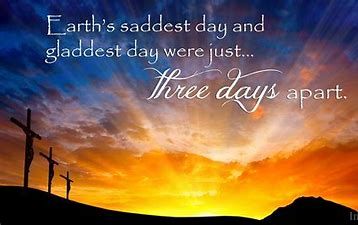 Earth's saddest day and
gladdest day were just...
three days apart.